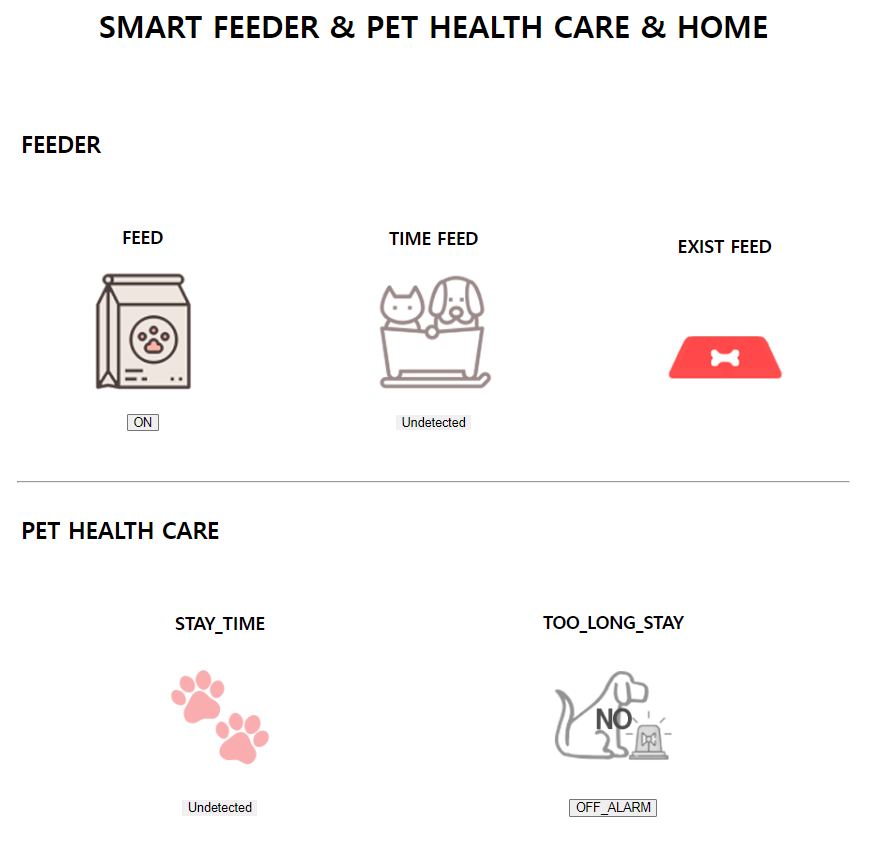 SMART FEEDER & PET HEALTH CARE & HOME
FEEDER
FEED
TIME FEED
EXIST FEED
ON
Undetected
PET HEALTH CARE
STAY_TIME
TOO_LONG_STAY
NO
Undetected
OFF_ALARM